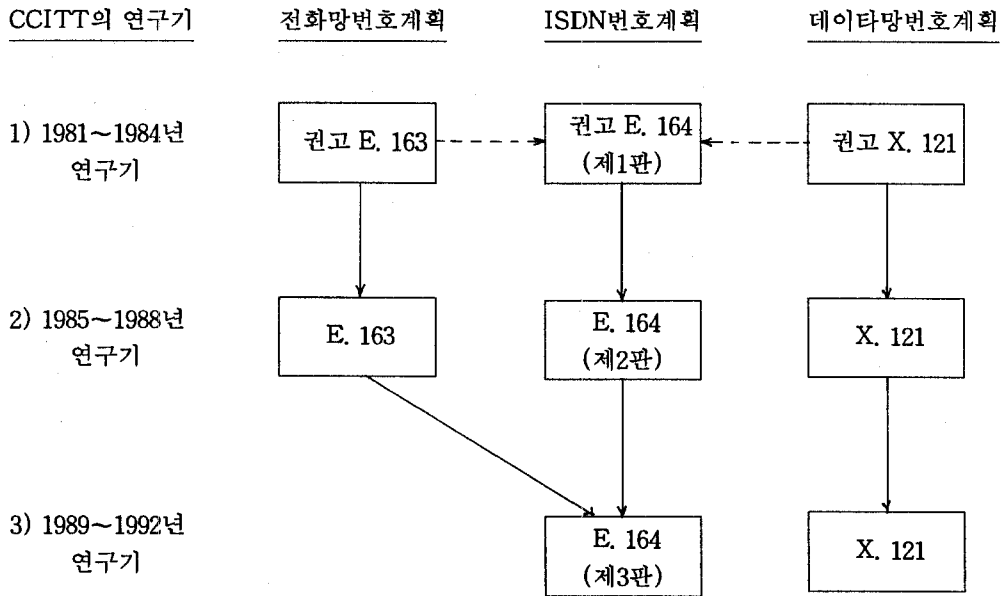 CCITT의 연구기 전화망번호계획 ISDN번호계획 데이타망번호계획
1) 1981~1984년
연구기
권고 E. 163
권고 E. 164
(제1판)
권고 X. 121
2) 1985~1988년
연구기
E. 163
E. 164
(제2판)
X. 121
3) 1989~1992년
연구기
E. 164
(제3판)
X. 121